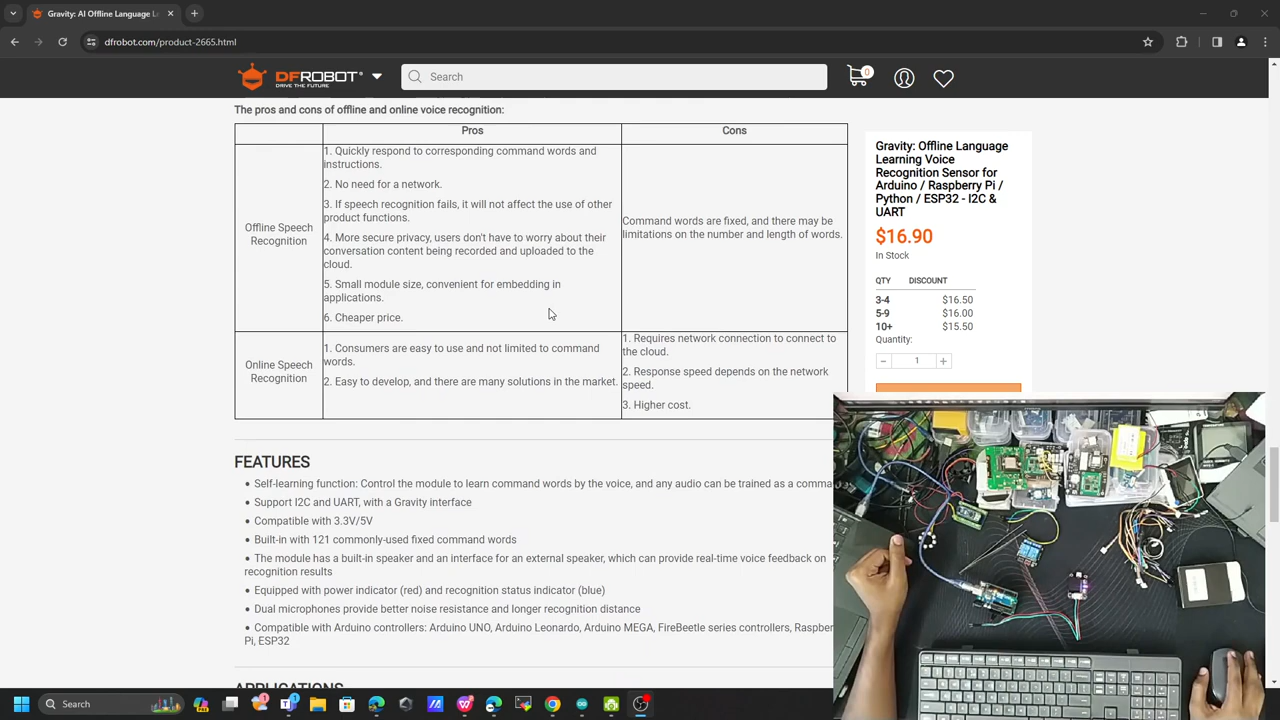 Gravity: AI Offline Language L
dfrobot.com/product-2665.html
DFROBOT
DRIVE THE FUTURE
Search
0
The pros and cons of offline and online voice recognition:
Pros
Cons
Offline Speech
Recognition
1. Quickly respond to corresponding command words and
instructions.
2. No need for a network.
3. If speech recognition fails, it will not affect the use of other
product functions.
4. More secure privacy, users don't have to worry about their
conversation content being recorded and uploaded to the
cloud.
5. Small module size, convenient for embedding in
applications.
6. Cheaper price.
Command words are fixed, and there may be
limitations on the number and length of words.
Online Speech
Recognition
1. Consumers are easy to use and not limited to command
words.
2. Easy to develop, and there are many solutions in the market.
1. Requires network connection to connect to
the cloud.
2. Response speed depends on the network
speed.
3. Higher cost.
Gravity: Offline Language
Learning Voice
Recognition Sensor for
Arduino / Raspberry Pi /
Python / ESP32 - I2C &
UART
$16.90
In Stock
QTY DISCOUNT
3-4 $16.50
5-9 $16.00
10+ $15.50
Quantity:
- 1 +
FEATURES
• Self-learning function: Control the module to learn command words by the voice, and any audio can be trained as a comma
• Support I2C and UART, with a Gravity interface
• Compatible with 3.3V/5V
• Built-in with 121 commonly-used fixed command words
• The module has a built-in speaker and an interface for an external speaker, which can provide real-time voice feedback on
recognition results
• Equipped with power indicator (red) and recognition status indicator (blue)
• Dual microphones provide better noise resistance and longer recognition distance
• Compatible with Arduino controllers: Arduino UNO, Arduino Leonardo, Arduino MEGA, FireBeetle series controllers, Raspber
Pi, ESP32
APPLICATIONS
Search